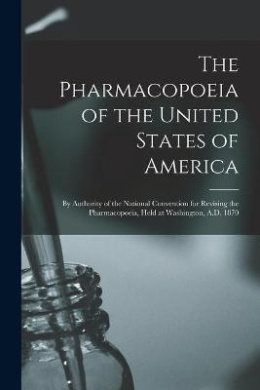 The
Pharmacopoeia
of the United
States of
America
By Authority of the National Convention for Revising the
Pharmacopoeia, Held at Washington, A.D. 1870